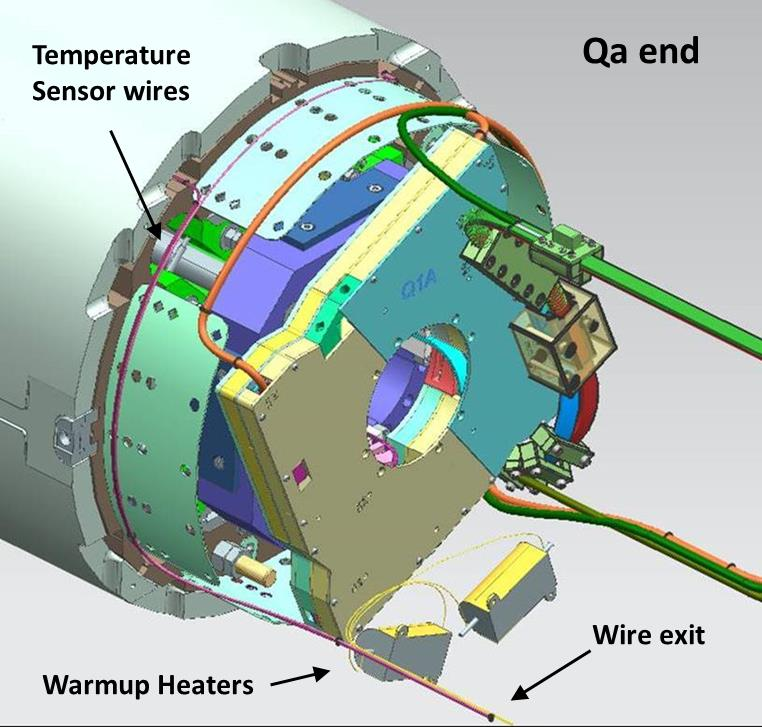 Temperature
Sensor wires
Qa end
Q1A
Wire exit
Warmup Heaters